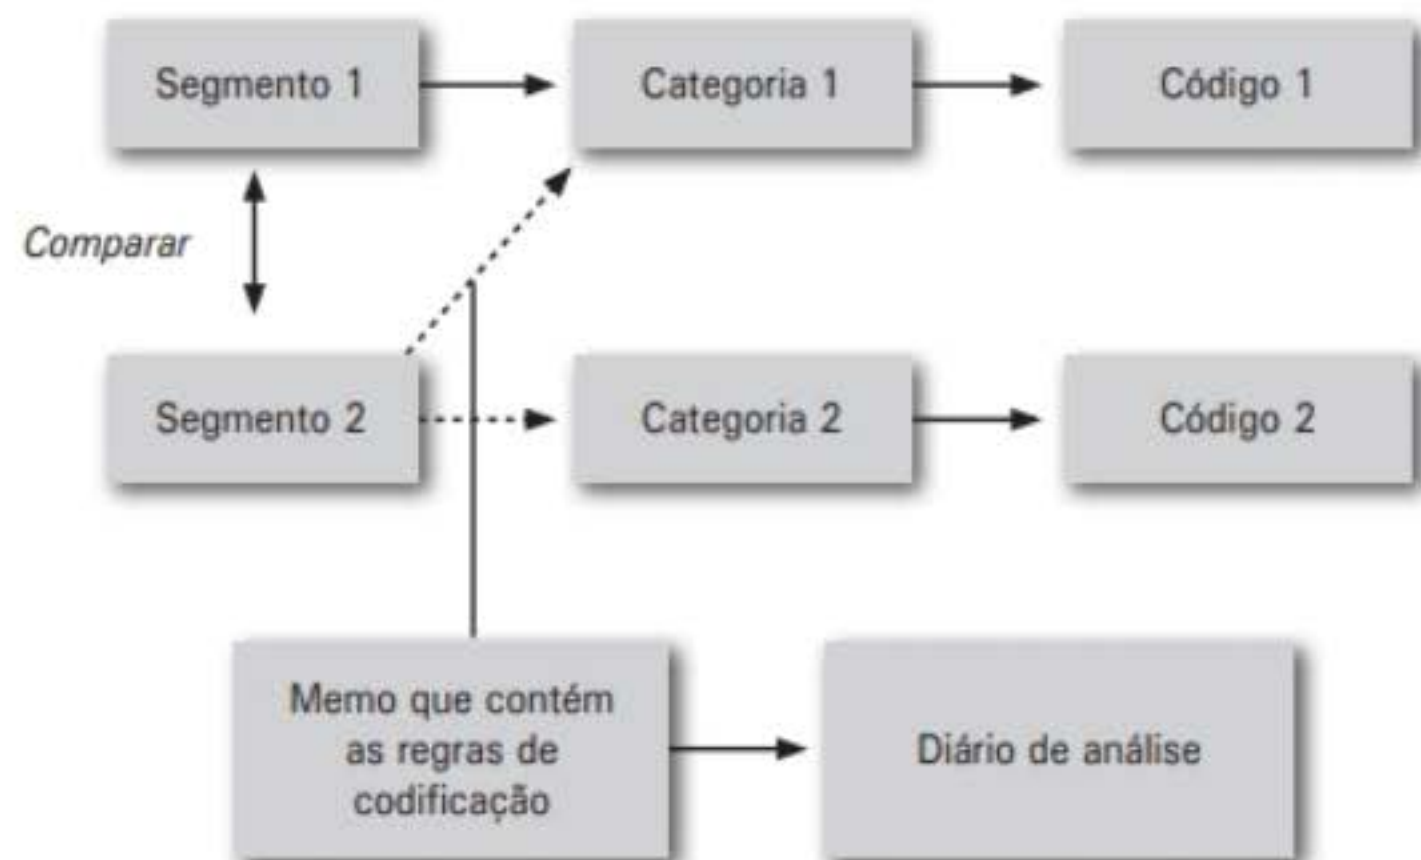 Segmento 1
Categoria 1
Código 1
Comparar
Segmento 2
Categoria 2
Código 2
Memo que contém
as regras de
codificação
Diário de análise